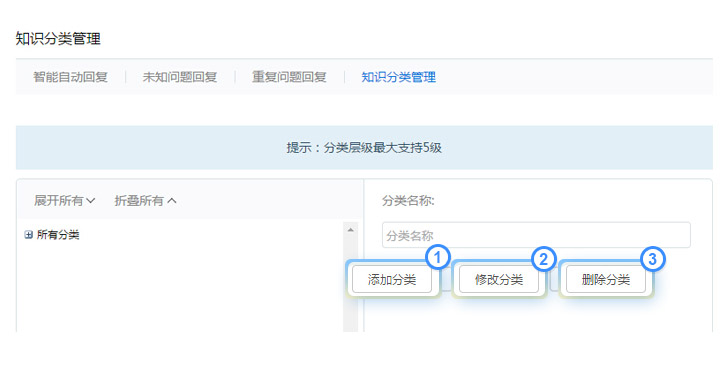 知识分类管理
智能自动回复 未知问题回复 重复问题回复 知识分类管理
提示：分类层级最大支持5级
展开所有 折叠所有
分类名称:
所有分类
分类名称
1 2 3
添加分类 修改分类 删除分类